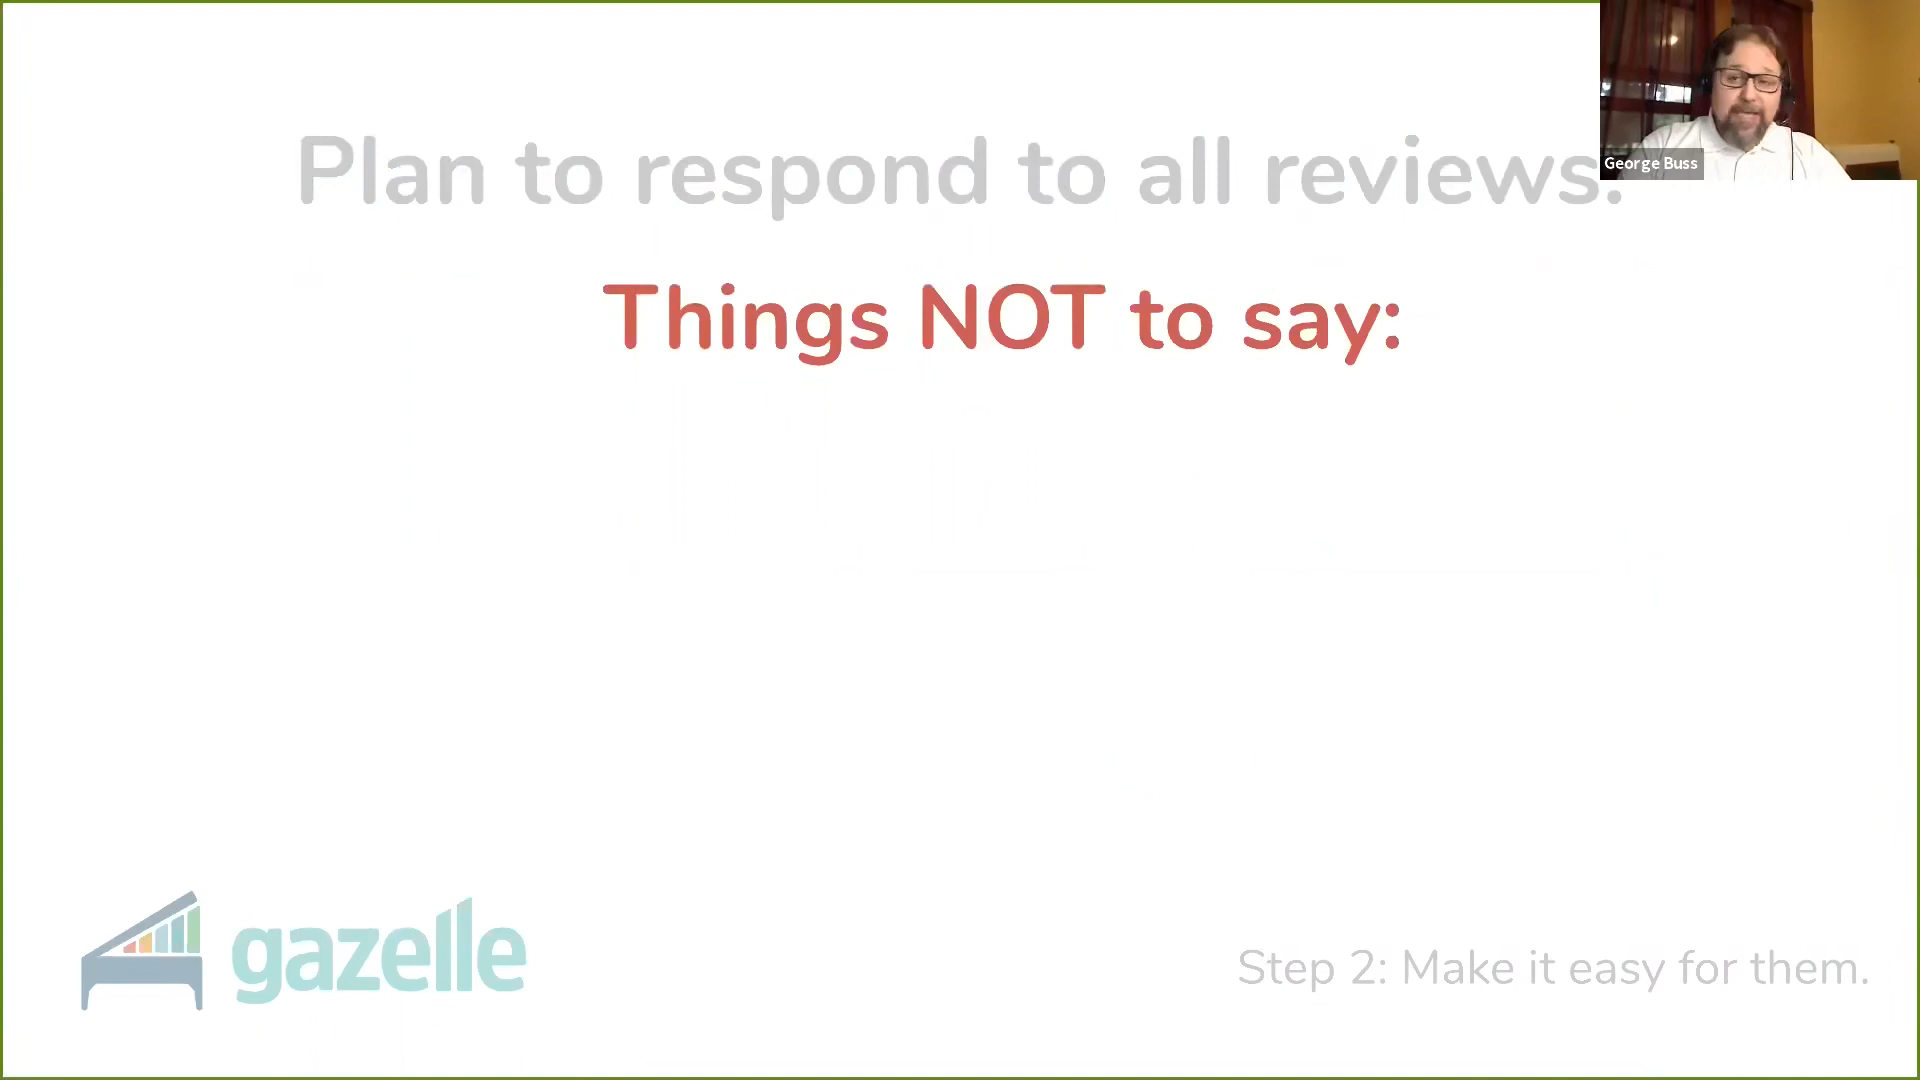 Plan to respond to all reviews.
George Buss
Things NOT to say:
gazelle
Step 2: Make it easy for them.